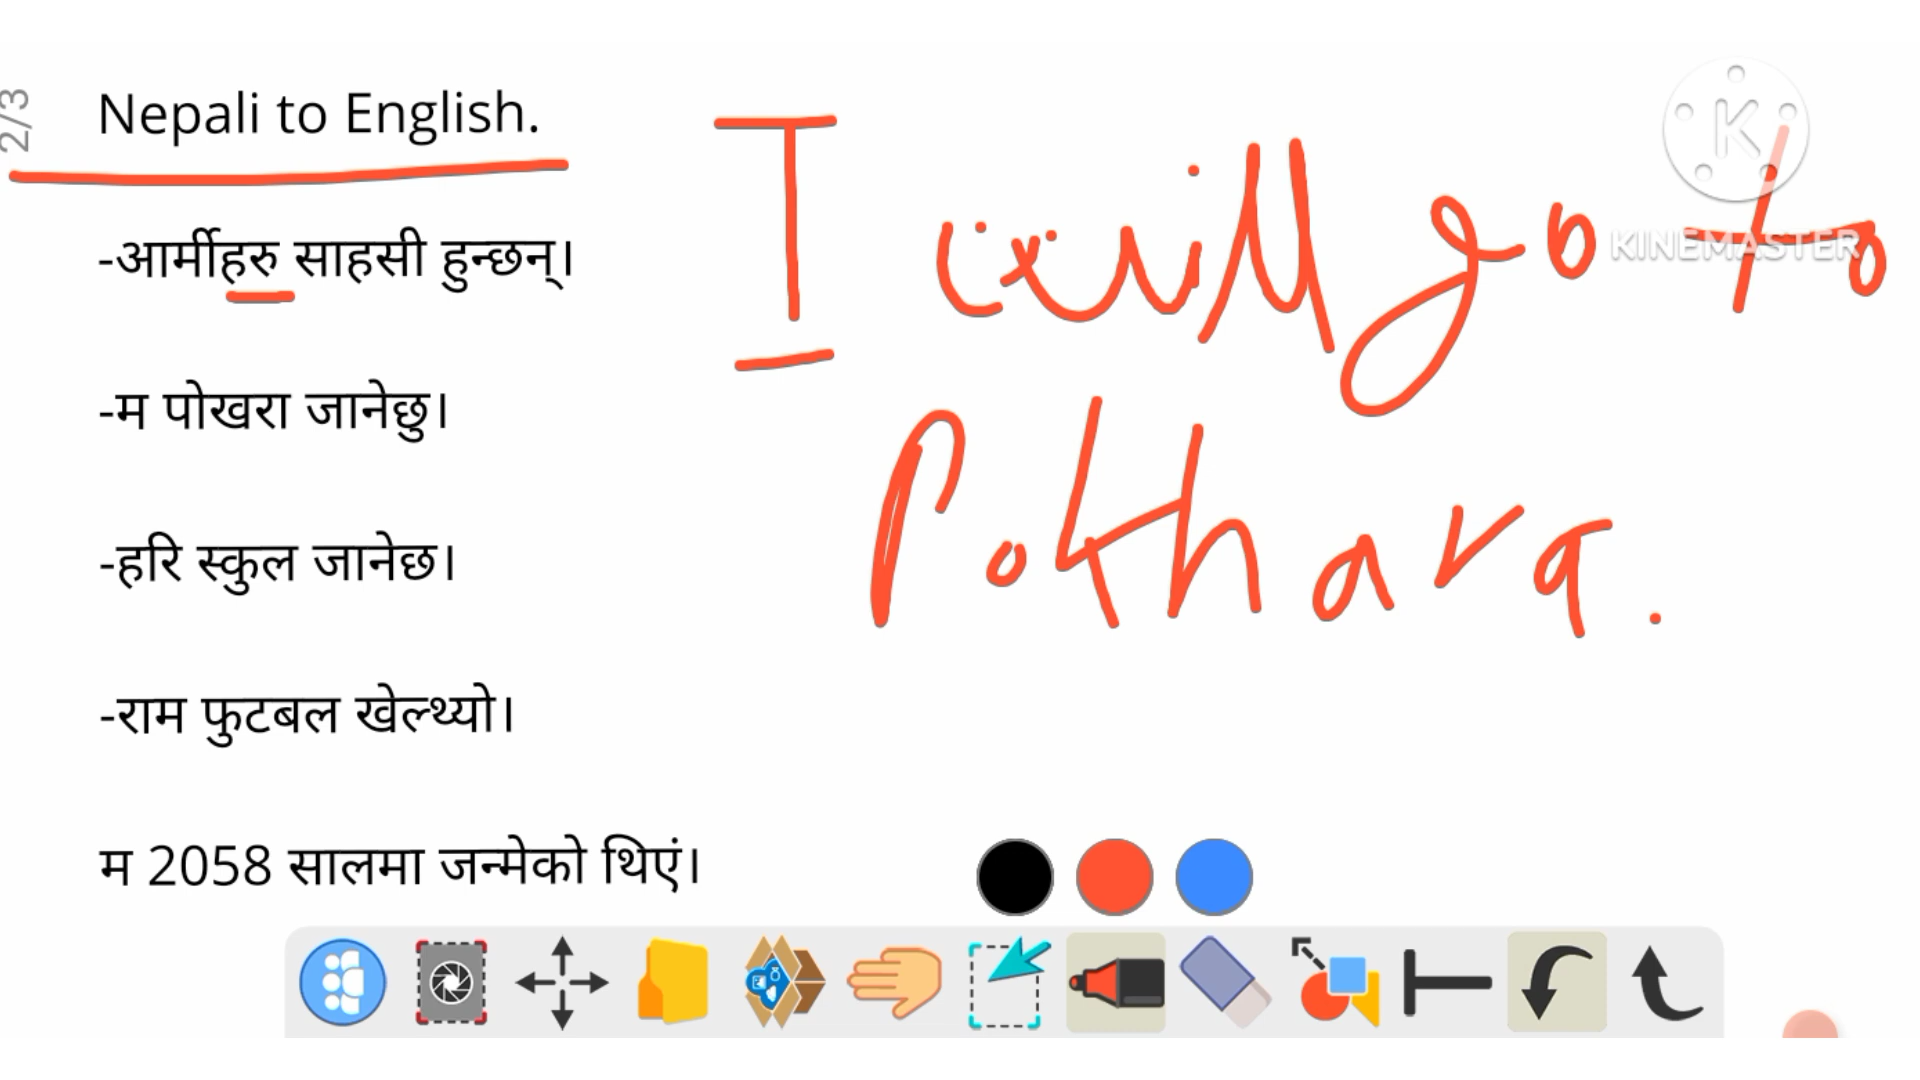 2/3
Nepali to English.
-आर्मीहरु साहसी हुन्छन्।
-म पोखरा जानेछु।
-हरि स्कुल जानेछ।
-राम फुटबल खेल्थ्यो।
म 2058 सालमा जन्मेको थिएं।
I will go to
Pokhara.
K
KINEMASTER